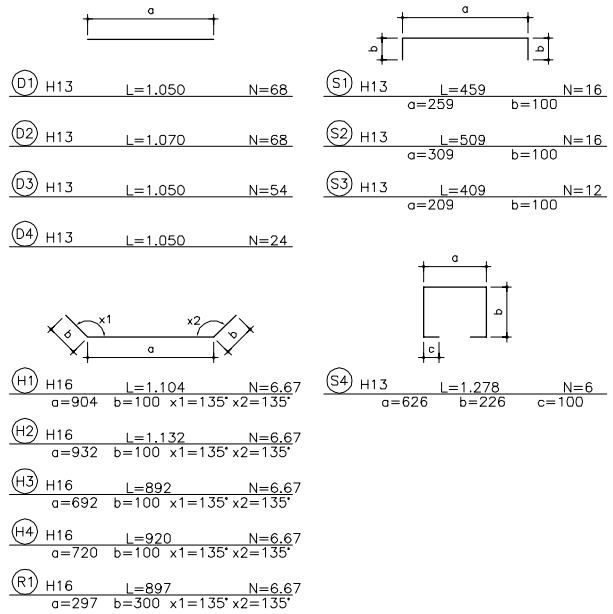 a
D1 H13 L=1.050 N=68
D2 H13 L=1.070 N=68
D3 H13 L=1.050 N=54
D4 H13 L=1.050 N=24
a
b b
S1 H13 L=459 N=16
a=259 b=100
S2 H13 L=509 N=16
a=309 b=100
S3 H13 L=409 N=12
a=209 b=100
x1 x2
b b
a
H1 H16 L=1.104 N=6.67
a=904 b=100 x1=135° x2=135°
H2 H16 L=1.132 N=6.67
a=932 b=100 x1=135° x2=135°
H3 H16 L=892 N=6.67
a=692 b=100 x1=135° x2=135°
H4 H16 L=920 N=6.67
a=720 b=100 x1=135° x2=135°
R1 H16 L=897 N=6.67
a=297 b=300 x1=135° x2=135°
a
b
c
S4 H13 L=1.278 N=6
a=626 b=226 c=100